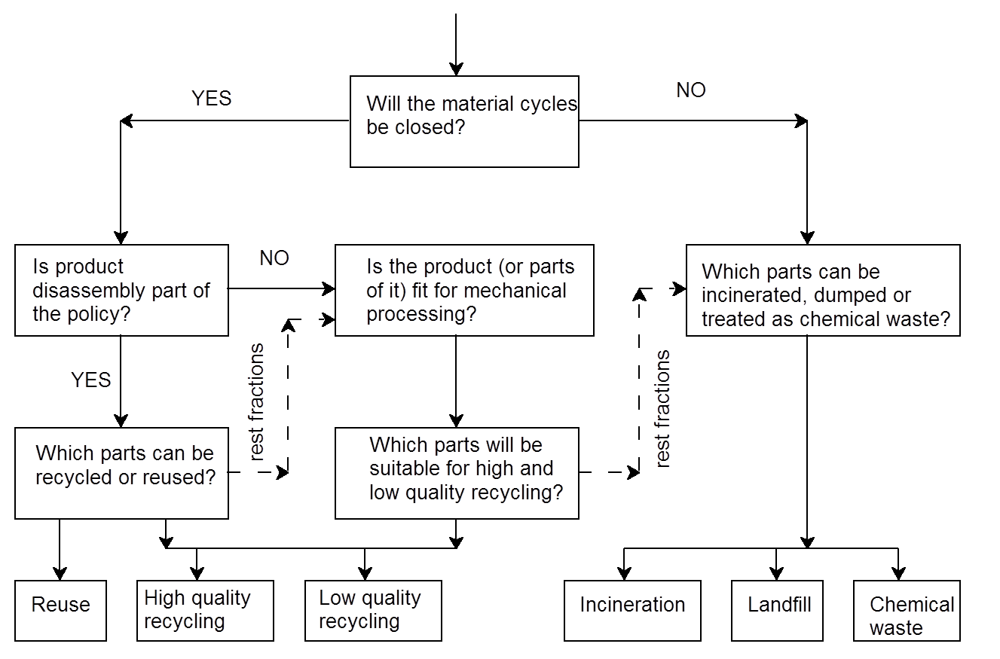 YES
NO
Will the material cycles
be closed?
Is product
disassembly part of
the policy?
NO
Is the product (or parts
of it) fit for mechanical
processing?
Which parts can be
incinerated, dumped or
treated as chemical waste?
YES
rest fractions
rest fractions
Which parts can be
recycled or reused?
Which parts will be
suitable for high and
low quality recycling?
Reuse
High quality
recycling
Low quality
recycling
Incineration
Landfill
Chemical
waste